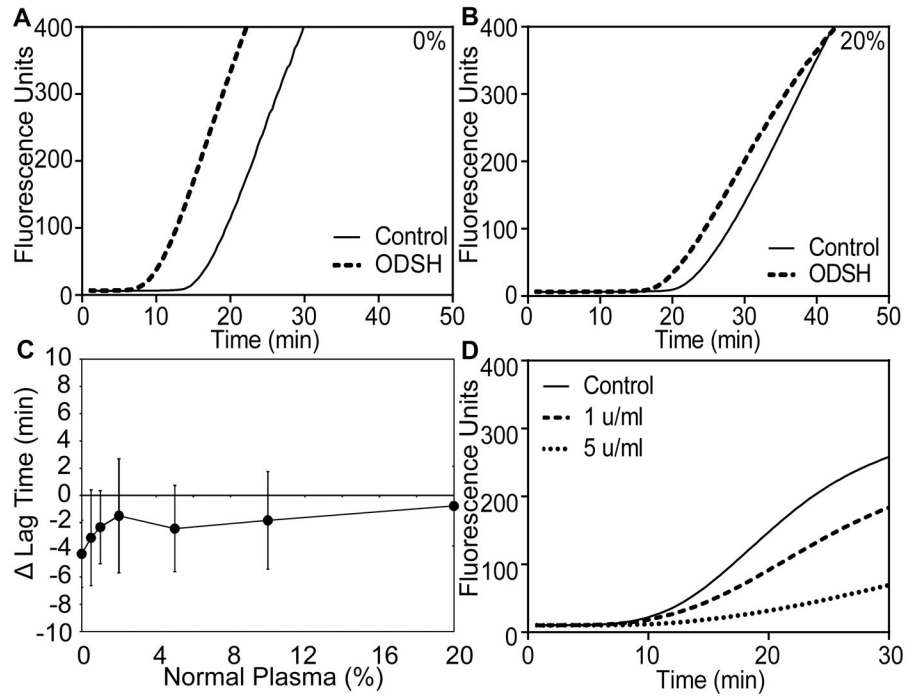 A
Fluorescence Units
400
300
200
100
0
0%
Control
ODSH
0 10 20 30 40 50
Time (min)
B
Fluorescence Units
400
300
200
100
0
20%
Control
ODSH
0 10 20 30 40 50
Time (min)
C
Δ Lag Time (min)
10
8
6
4
2
0
-2
-4
-6
-8
-10
0 4 8 12 16 20
Normal Plasma (%)
D
Fluorescence Units
400
300
200
100
0
Control
1 u/ml
5 u/ml
0 10 20 30
Time (min)